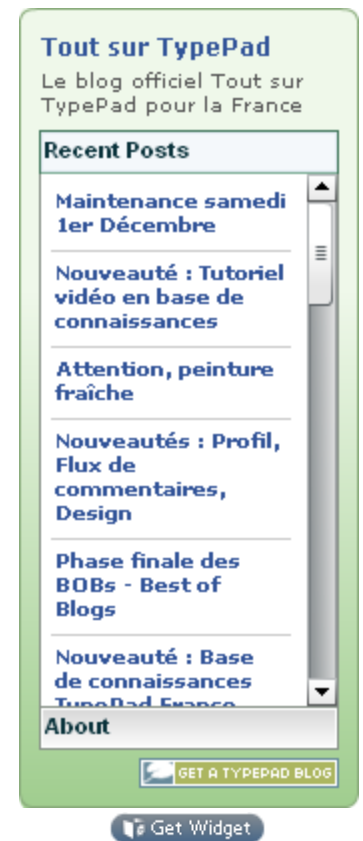 Tout sur TypePad
Le blog officiel Tout sur
TypePad pour la France
Recent Posts
Maintenance samedi
1er Décembre
Nouveauté : Tutoriel
vidéo en base de
connaissances
Attention, peinture
fraîche
Nouveautés : Profil,
Flux de
commentaires,
Design
Phase finale des
BOBs - Best of
Blogs
Nouveauté : Base
de connaissances
TypePad France
About
GET A TYPEPAD BLOG
Get Widget